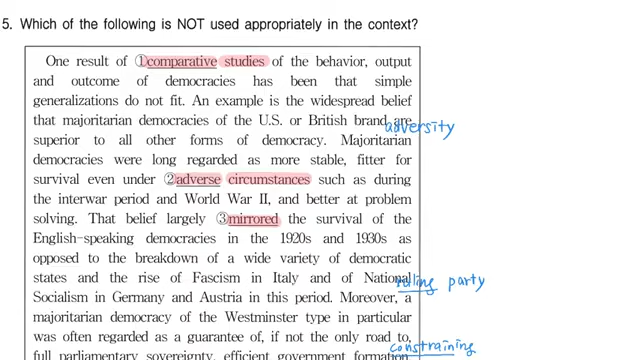 5. Which of the following is NOT used appropriately in the context?
One result of ①comparative studies of the behavior, output
and outcome of democracies has been that simple
generalizations do not fit. An example is the widespread belief
that majoritarian democracies of the U.S. or British brand are
adversity
superior to all other forms of democracy. Majoritarian
democracies were long regarded as more stable, fitter for
survival even under ②adverse circumstances such as during
the interwar period and World War II, and better at problem
solving. That belief largely ③mirrored the survival of the
English-speaking democracies in the 1920s and 1930s as
opposed to the breakdown of a wide variety of democratic
states and the rise of Fascism in Italy and of National
ruling party
Socialism in Germany and Austria in this period. Moreover, a
majoritarian democracy of the Westminster type in particular
was often regarded as a guarantee of, if not the only road to,
constraining
full parliamentary sovereignty, efficient government formation